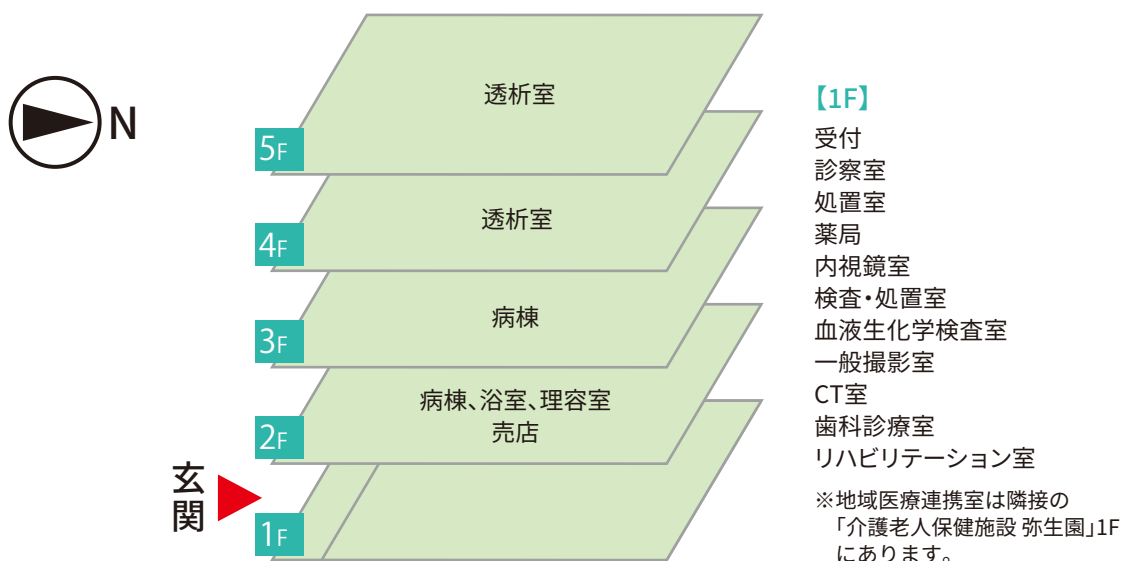 N
透析室
5F
透析室
4F
病棟
3F
病棟、浴室、理容室
売店
2F
玄関
1F
【1F】
受付
診察室
処置室
薬局
内視鏡室
検査・処置室
血液生化学検査室
一般撮影室
CT室
歯科診療室
リハビリテーション室
※地域医療連携室は隣接の
「介護老人保健施設 弥生園」1F
にあります。